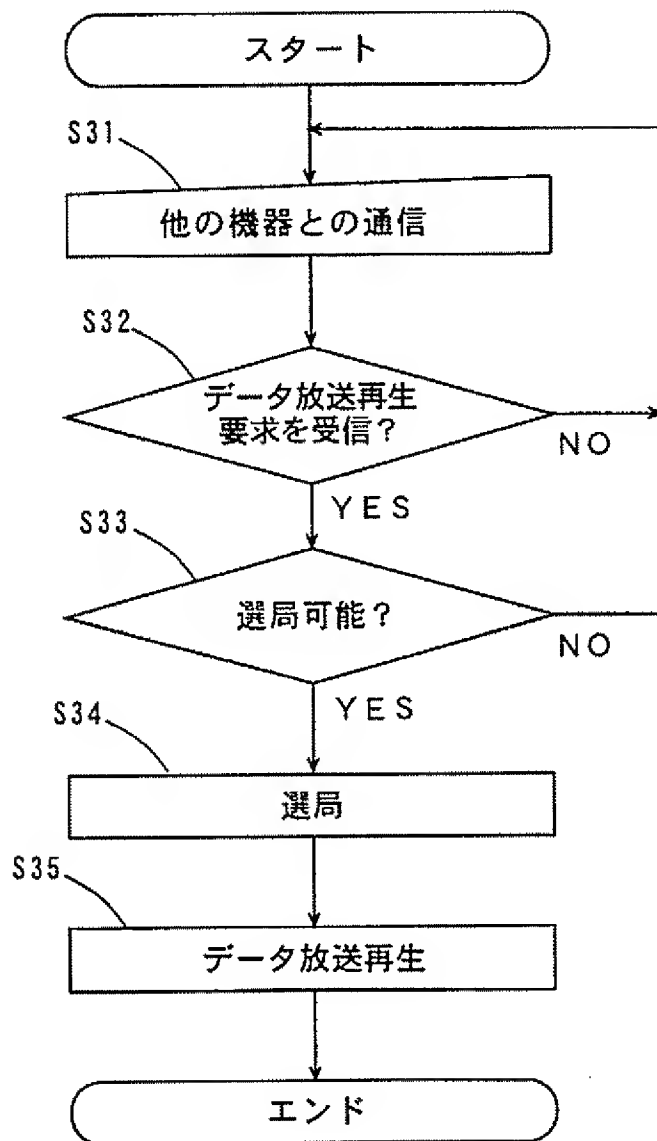 スタート
S31
他の機器との通信
S32
データ放送再生
要求を受信?
NO
YES
S33
選局可能?
NO
YES
S34
選局
S35
データ放送再生
エンド